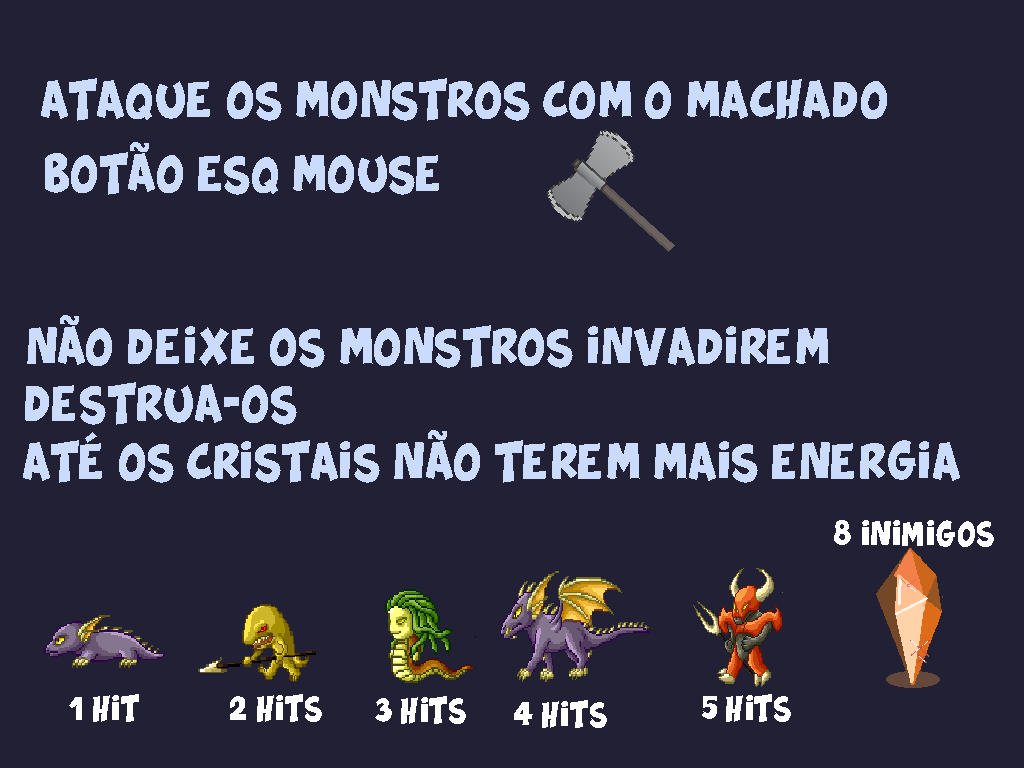 ATAQUE OS MONSTROS COM O MACHADO
BOTÃO ESQ MOUSE
NÃO DEiXE OS MONSTROS iNVADiREM
DESTRUA-OS
ATÉ OS CRiSTAiS NÃO TEREM MAiS ENERGiA
8 iNiMiGOS
1 HiT
2 HiTS
3 HiTS
4 HiTS
5 HiTS